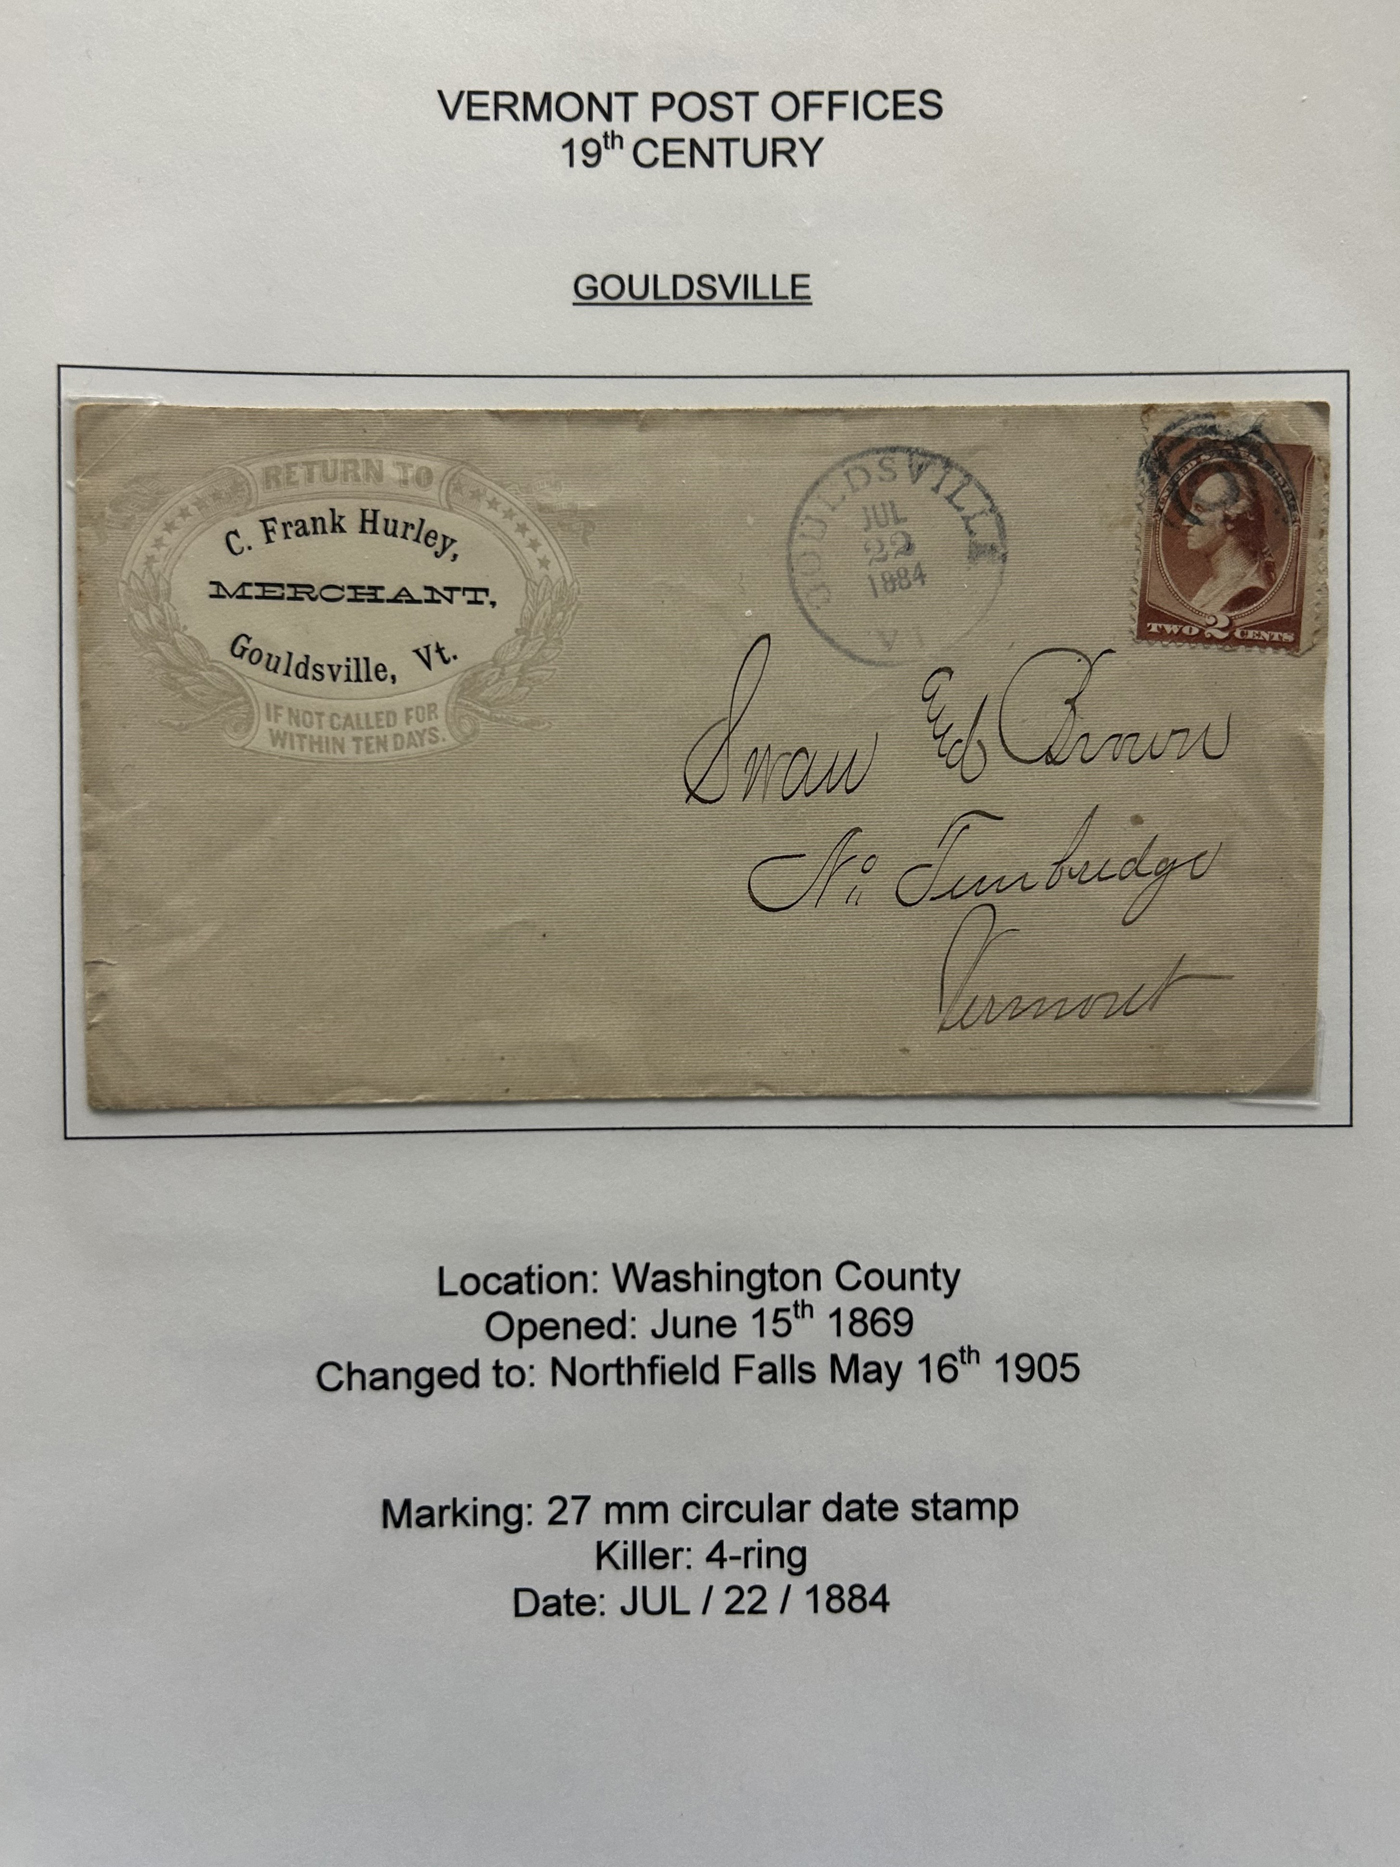 VERMONT POST OFFICES
19th CENTURY
GOULDSVILLE
RETURN TO
C. Frank Hurley,
MERCHANT,
Gouldsville, Vt.
IF NOT CALLED FOR
WITHIN TEN DAYS.
GOULDSVILLE
JUL
22
1884
VT
TWO 2 CENTS
Swan Brown
No: Tunbridge
Vermont
Location: Washington County
Opened: June 15th 1869
Changed to: Northfield Falls May 16th 1905
Marking: 27 mm circular date stamp
Killer: 4-ring
Date: JUL / 22 / 1884